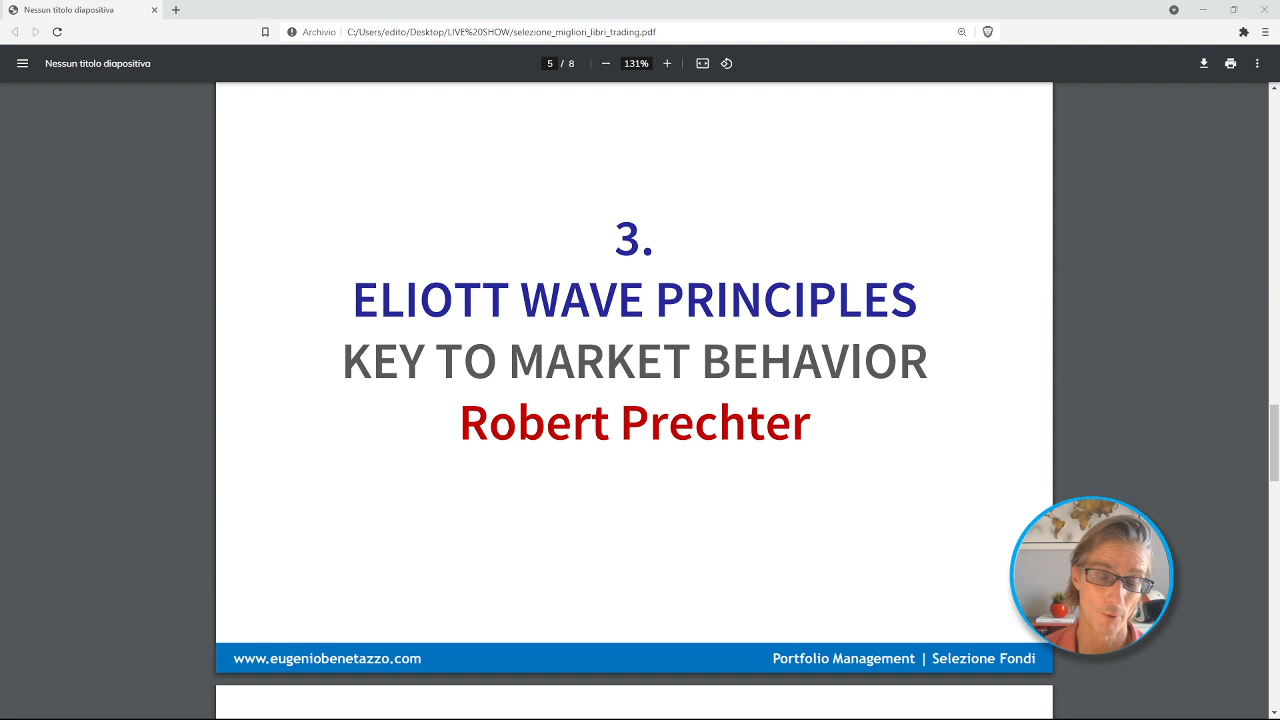 Nessun titolo diapositiva
Archivio C:/Users/edito/Desktop/LIVE%20SHOW/selezione_migliori_libri_trading.pdf
Nessun titolo diapositiva 5 / 8 131%
3.
ELIOTT WAVE PRINCIPLES
KEY TO MARKET BEHAVIOR
Robert Prechter
www.eugeniobenetazzo.com Portfolio Management | Selezione Fondi